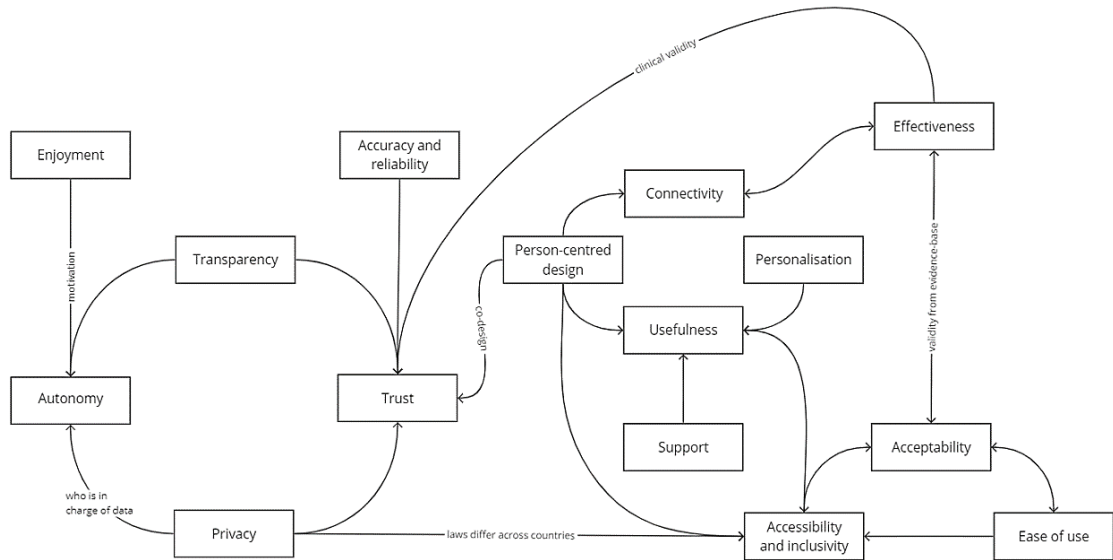 clinical validity
Effectiveness
Enjoyment
Accuracy and
reliability
Connectivity
Transparency
Person-centred
design
Personalisation
motivation
co-design
Usefulness
validity from evidence-base
Autonomy
Trust
Support
Acceptability
who is in
charge of data
Privacy
laws differ across countries
Accessibility
and inclusivity
Ease of use